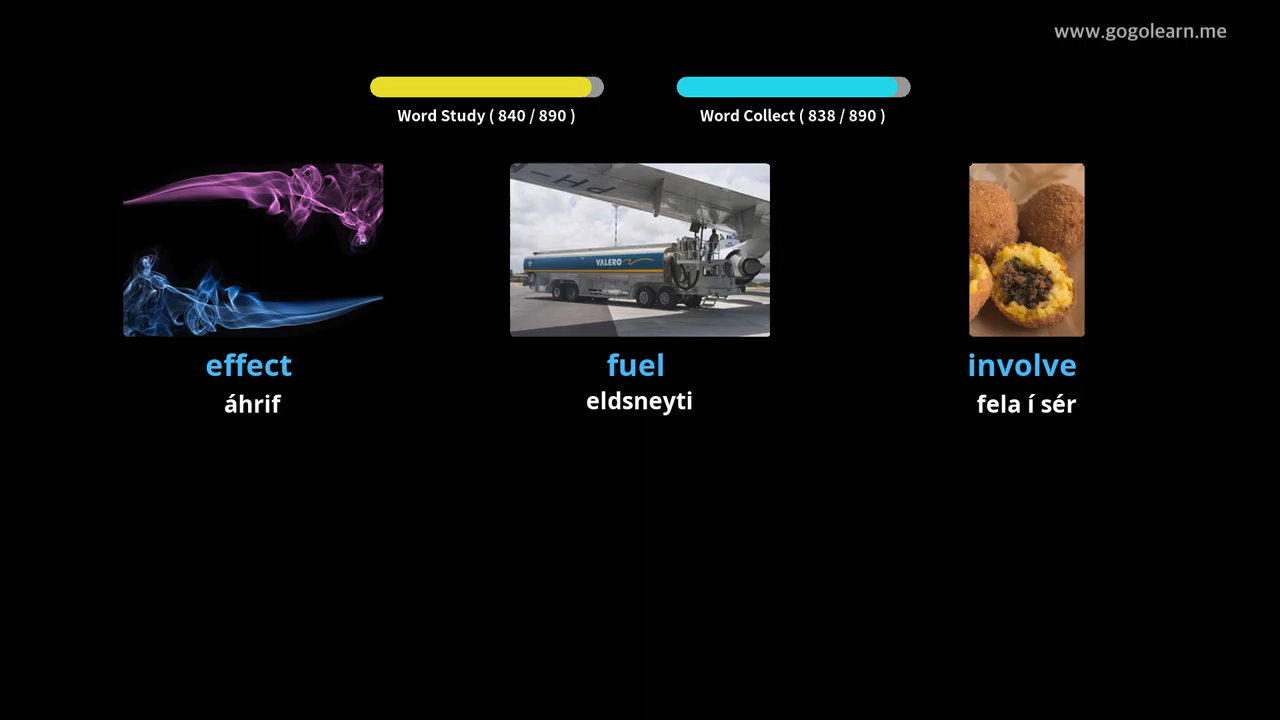 www.gogolearn.me
Word Study ( 840 / 890 )
Word Collect ( 838 / 890 )
PH-I
VALERO
effect
fuel
involve
áhrif
eldsneyti
fela í sér